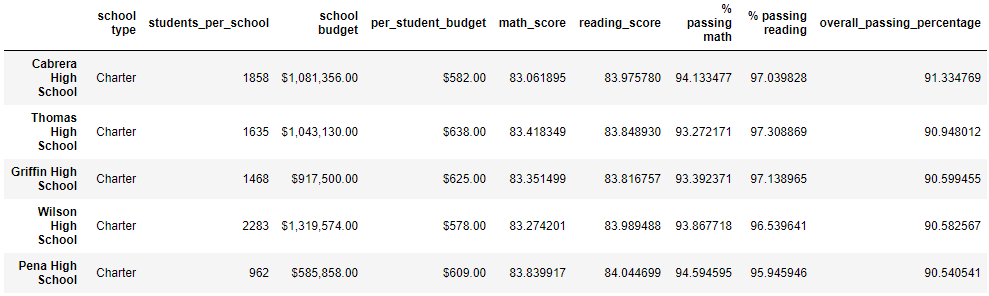 school type students_per_school school budget per_student_budget math_score reading_score % passing math % passing reading overall_passing_percentage
Cabrera High School Charter 1858 $1,081,356.00 $582.00 83.061895 83.975780 94.133477 97.039828 91.334769
Thomas High School Charter 1635 $1,043,130.00 $638.00 83.418349 83.848930 93.272171 97.308869 90.948012
Griffin High School Charter 1468 $917,500.00 $625.00 83.351499 83.816757 93.392371 97.138965 90.599455
Wilson High School Charter 2283 $1,319,574.00 $578.00 83.274201 83.989488 93.867718 96.539641 90.582567
Pena High School Charter 962 $585,858.00 $609.00 83.839917 84.044699 94.594595 95.945946 90.540541